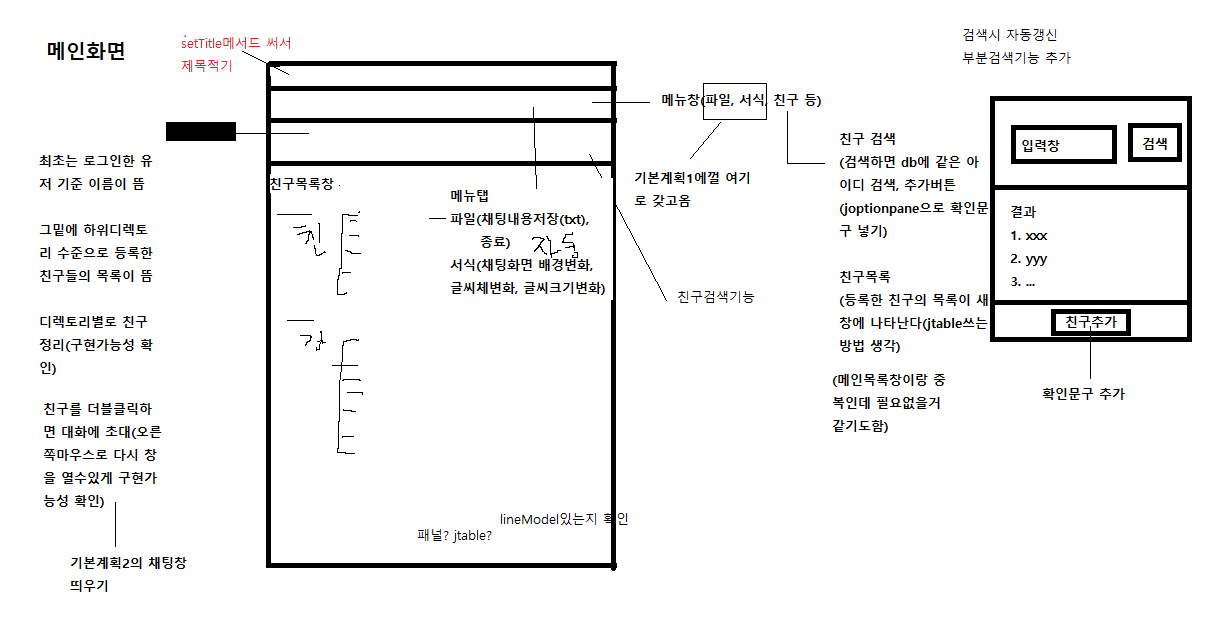 메인화면
setTitle메서드 써서
제목적기
최초는 로그인한 유
저 기준 이름이 뜸
그밑에 하위디렉토
리 수준으로 등록한
친구들의 목록이 뜸
디렉토리별로 친구
정리(구현가능성 확
인)
친구를 더블클릭하
면 대화에 초대(오른
쪽마우스로 다시 창
을 열수있게 구현가
능성 확인)
기본계획2의 채팅창
띄우기
친구목록창
친
메뉴탭
파일(채팅내용저장(txt),
종료)
자동
서식(채팅화면 배경변화,
글씨체변화, 글씨크기변화)
lineModel있는지 확인
패널? jtable?
메뉴창(파일, 서식, 친구 등)
기본계획1에껄 여기
로 갖고옴
친구검색기능
친구 검색
(검색하면 db에 같은 아
이디 검색, 추가버튼
(joptionpane으로 확인문
구 넣기)
친구목록
(등록한 친구의 목록이 새
창에 나타난다(jtable쓰는
방법 생각)
(메인목록창이랑 중
복인데 필요없을거
같기도함)
검색시 자동갱신
부분검색기능 추가
입력창
검색
결과
1. xxx
2. yyy
3. ...
친구추가
확인문구 추가